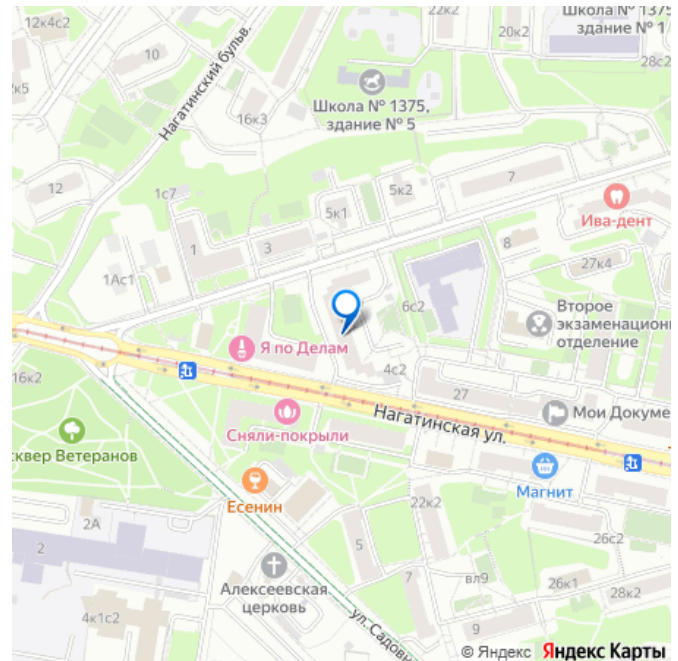 12к4с2
22к2
Школа № 1375,
здание № 1
20к2
28с2
10
Нагатинский бульв.
16к3
Школа № 1375,
здание № 5
12
1с7
5к2
7
5к1
Ива-дент
1
3
8
27к4
1Ас1
6с2
Второе
экзаменационн
отделение
Я по Делам
4с2
16к2
27
Мои Докуме
Нагатинская ул.
Сняли-покрыли
сквер Ветеранов
Магнит
Есенин
22к2
2А
26с2
2
5
Алексеевская
церковь
7
вл9
26к1
28к2
4к1с2
ул. Садовн
9
© Яндекс Яндекс Карты